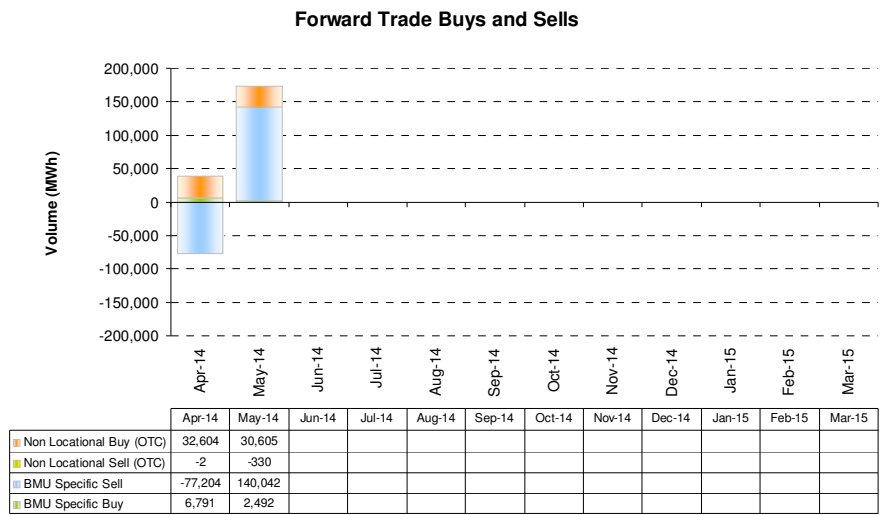 Forward Trade Buys and Sells
Volume (MWh)
200,000
150,000
100,000
50,000
0
-50,000
-100,000
-150,000
-200,000
Apr-14 May-14 Jun-14 Jul-14 Aug-14 Sep-14 Oct-14 Nov-14 Dec-14 Jan-15 Feb-15 Mar-15
Apr-14 May-14 Jun-14 Jul-14 Aug-14 Sep-14 Oct-14 Nov-14 Dec-14 Jan-15 Feb-15 Mar-15
Non Locational Buy (OTC) 32,604 30,605
Non Locational Sell (OTC) -2 -330
BMU Specific Sell -77,204 140,042
BMU Specific Buy 6,791 2,492